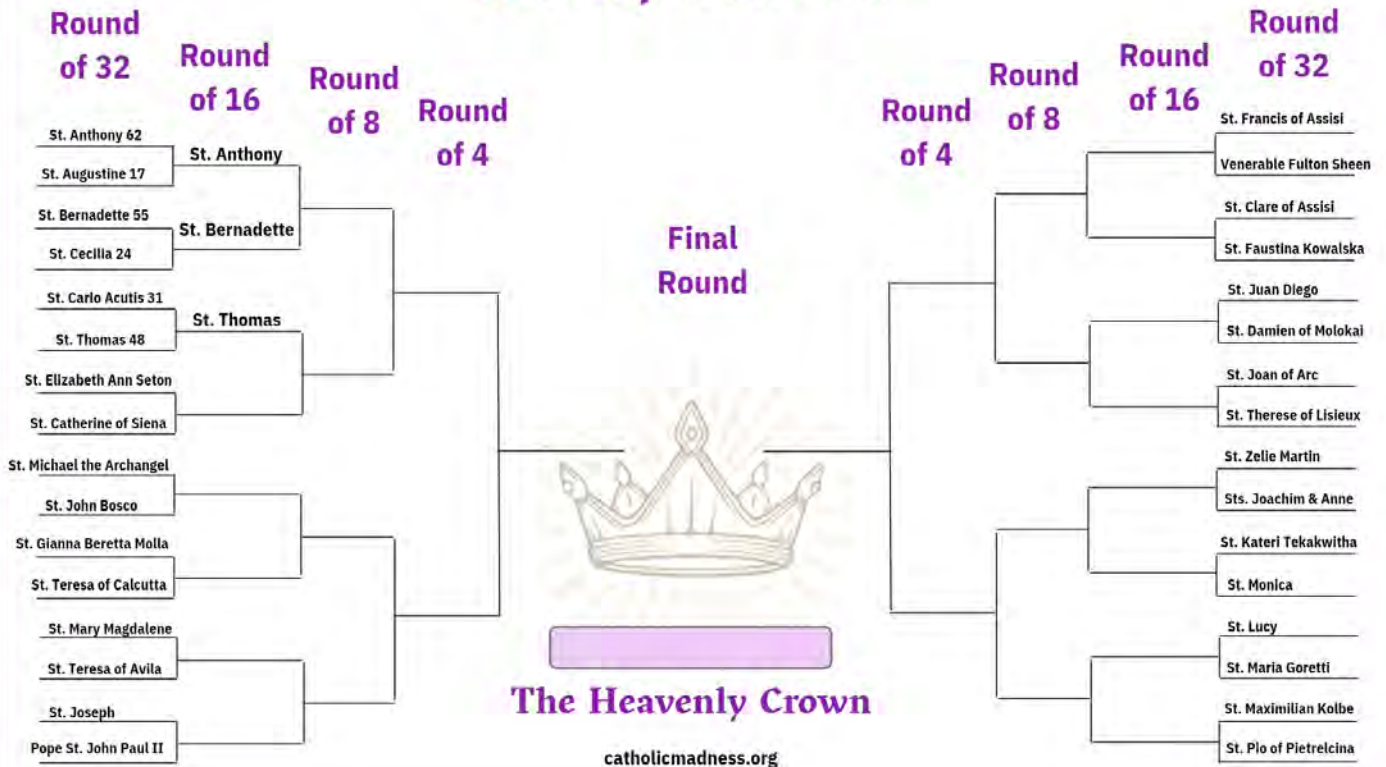 Round
of 32
Round
of 16
Round
of 8
Round
of 4
St. Anthony 62
St. Augustine 17
St. Bernadette 55
St. Cecilia 24
St. Carlo Acutis 31
St. Thomas 48
St. Elizabeth Ann Seton
St. Catherine of Siena
St. Michael the Archangel
St. John Bosco
St. Gianna Beretta Molla
St. Teresa of Calcutta
St. Mary Magdalene
St. Teresa of Avila
St. Joseph
Pope St. John Paul II
St. Anthony
St. Bernadette
St. Thomas
Final
Round
The Heavenly Crown
catholicmadness.org
Round
of 4
Round
of 8
Round
of 16
Round
of 32
St. Francis of Assisi
Venerable Fulton Sheen
St. Clare of Assisi
St. Faustina Kowalska
St. Juan Diego
St. Damien of Molokai
St. Joan of Arc
St. Therese of Lisieux
St. Zelie Martin
Sts. Joachim & Anne
St. Kateri Tekakwitha
St. Monica
St. Lucy
St. Maria Goretti
St. Maximilian Kolbe
St. Pio of Pietrelcina